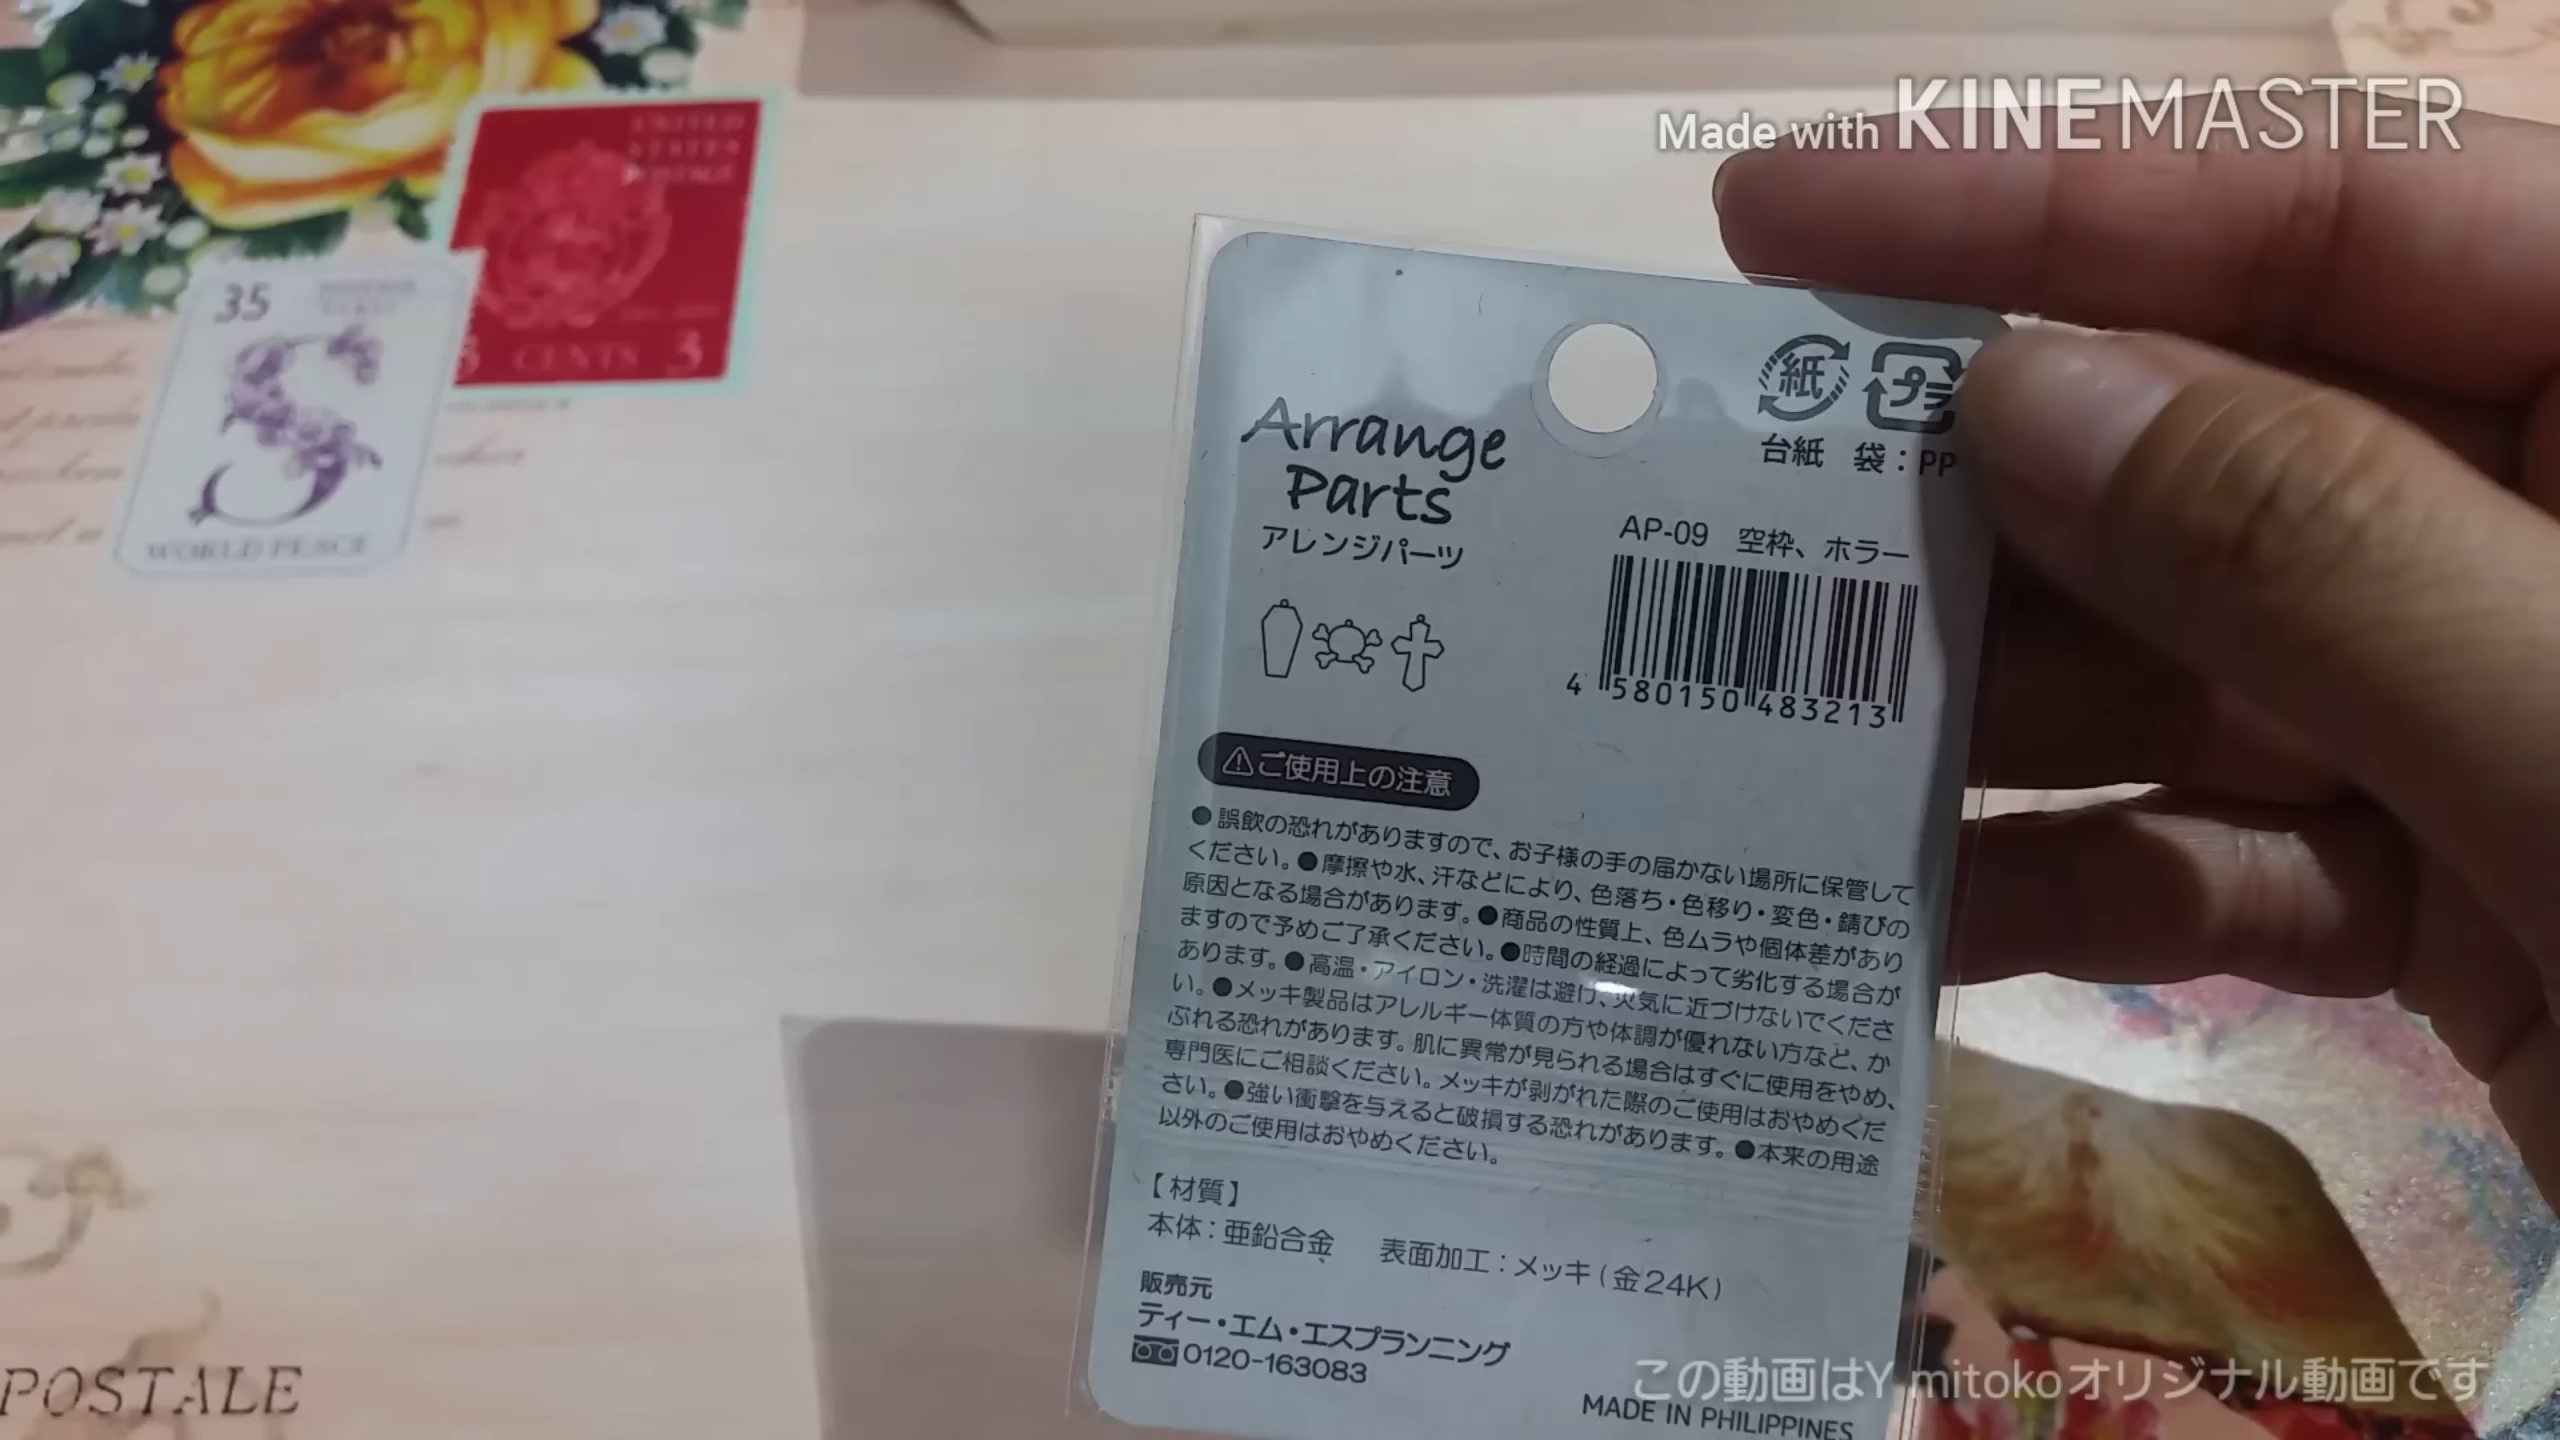 Made with KINEMASTER
UNITED
STATES
POSTAGE
3 CENTS 3
35
WORLD PEACE
紙 プラ
台紙 袋：PP
Arrange
Parts
アレンジパーツ
AP-09 空枠、ホラー
4 580150 483213
⚠ご使用上の注意
●誤飲の恐れがありますので、お子様の手の届かない場所に保管して
ください。●摩擦や水、汗などにより、色落ち・色移り・変色・錆びの
原因となる場合があります。●商品の性質上、色ムラや個体差があり
ますので予めご了承ください。●時間の経過によって劣化する場合が
あります。●高温・アイロン・洗濯は避け、火気に近づけないでくださ
い。●メッキ製品はアレルギー体質の方や体調が優れない方など、か
ぶれる恐れがあります。肌に異常が見られる場合はすぐに使用をやめ、
専門医にご相談ください。メッキが剥がれた際のご使用はおやめくだ
さい。●強い衝撃を与えると破損する恐れがあります。●本来の用途
以外のご使用はおやめください。
【材質】
本体：亜鉛合金 表面加工：メッキ(金24K)
販売元
ティー・エム・エスプランニング
0120-163083
MADE IN PHILIPPINES
POSTALE
この動画はY mitokoオリジナル動画です